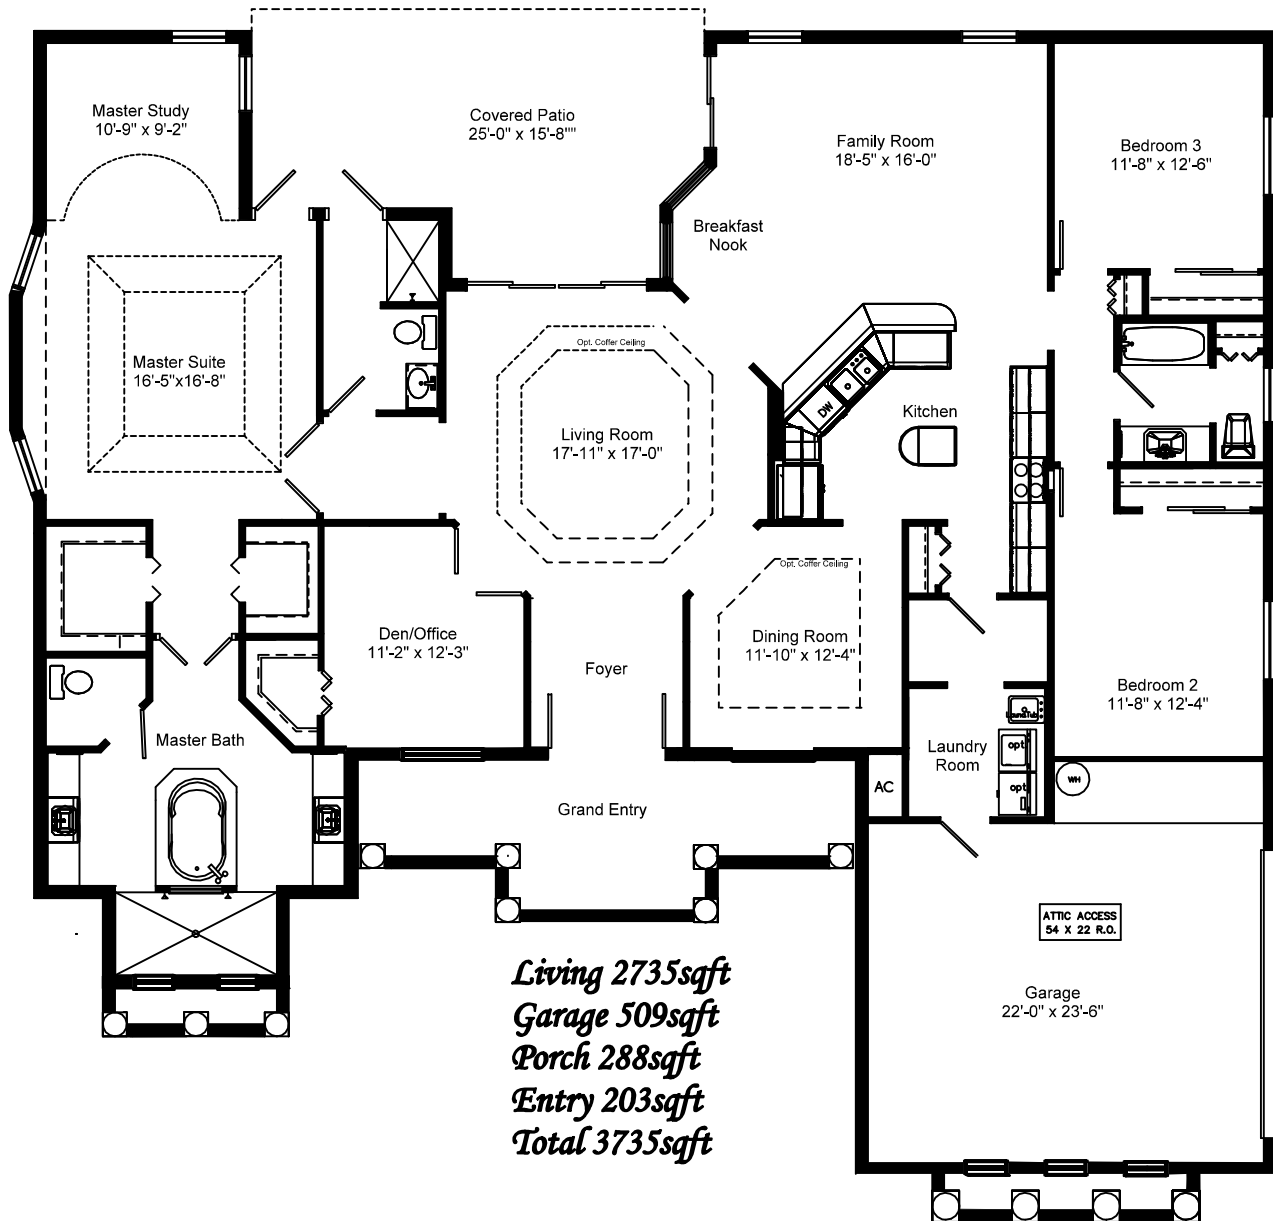 Master Study
10'-9" x 9'-2"
Covered Patio
25'-0" x 15'-8""
Family Room
18'-5" x 16'-0"
Bedroom 3
11'-8" x 12'-6"
Breakfast
Nook
Master Suite
16'-5"x16'-8"
Opt. Coffer Ceiling
Living Room
17'-11" x 17'-0"
DW
Kitchen
Opt. Coffer Ceiling
Den/Office
11'-2" x 12'-3"
Foyer
Dining Room
11'-10" x 12'-4"
Bedroom 2
11'-8" x 12'-4"
Master Bath
LaundTub
Laundry
Room
opt
opt
AC
WH
Grand Entry
ATTIC ACCESS
54 X 22 R.O.
Garage
22'-0" x 23'-6"
Living 2735sqft
Garage 509sqft
Porch 288sqft
Entry 203sqft
Total 3735sqft